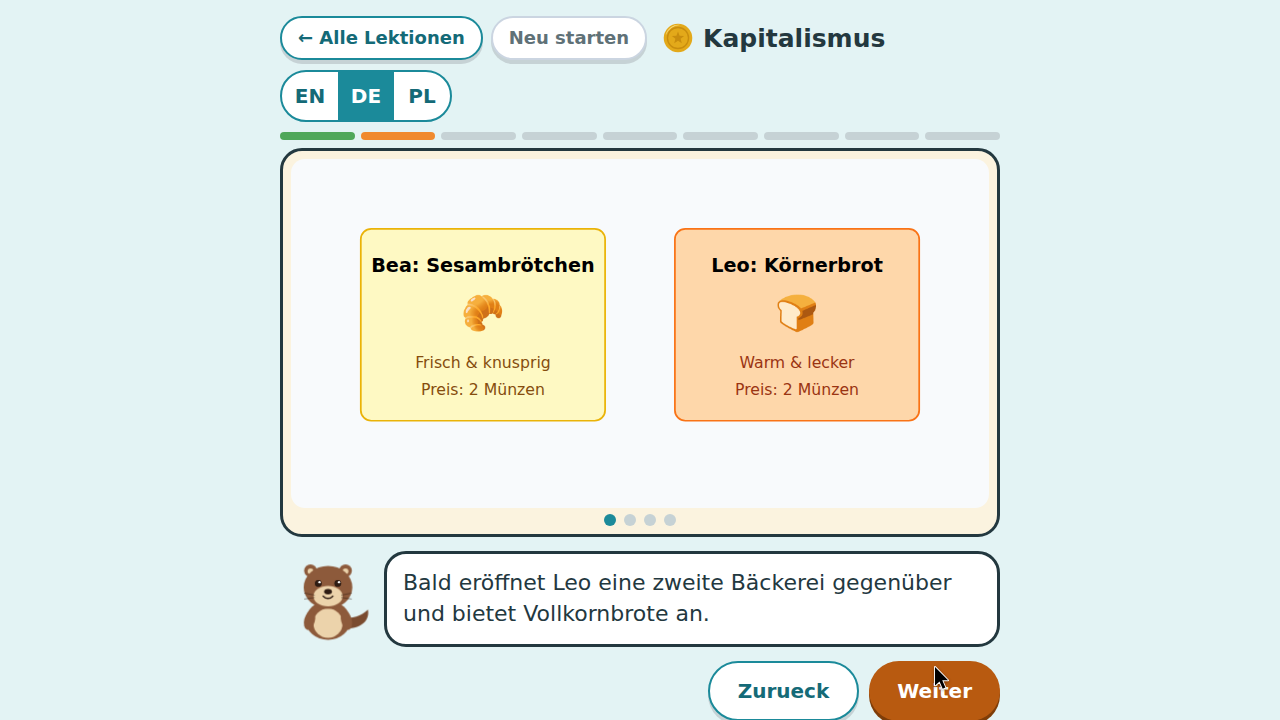 ← Alle Lektionen
Neu starten
Kapitalismus
EN DE PL
Bea: Sesambrötchen
Frisch & knusprig
Preis: 2 Münzen
Leo: Körnerbrot
Warm & lecker
Preis: 2 Münzen
Bald eröffnet Leo eine zweite Bäckerei gegenüber
und bietet Vollkornbrote an.
Zurueck
Weiter